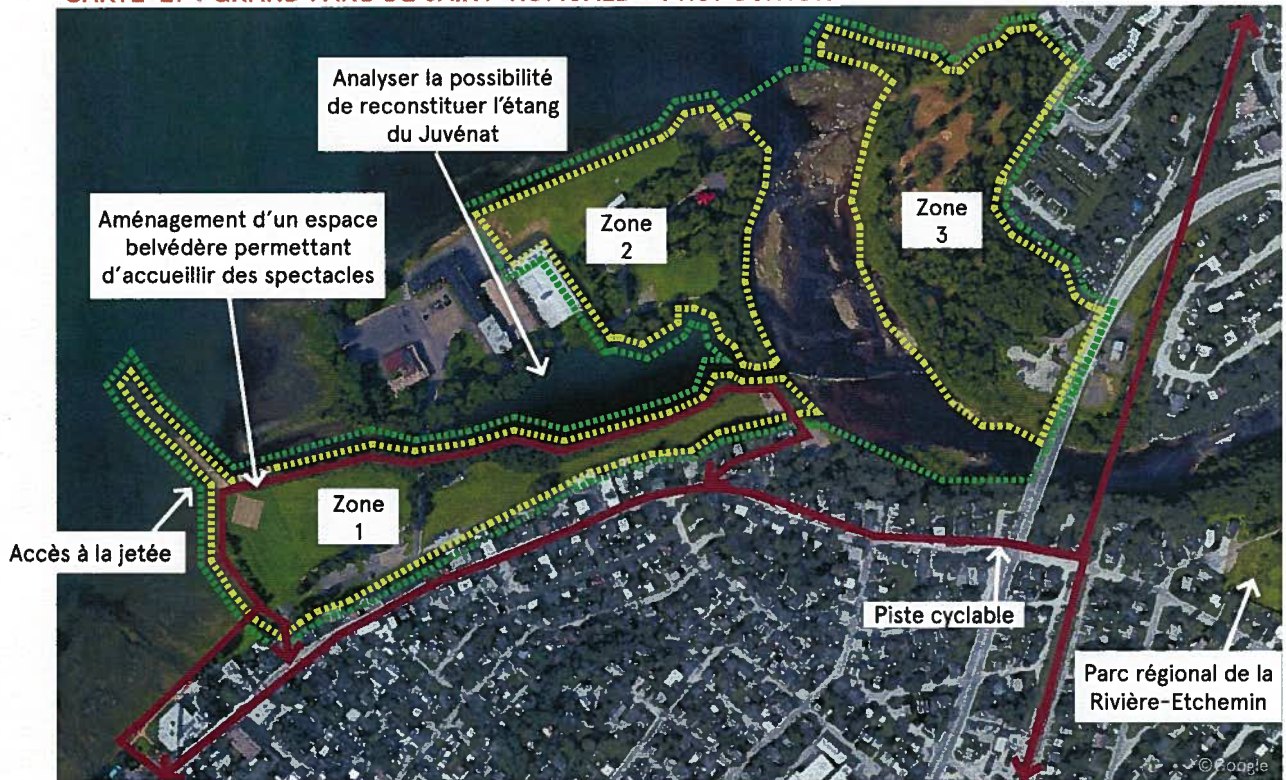 Analyser la possibilité
de reconstituer l'étang
du Juvénat
Aménagement d'un espace
belvédère permettant
d'accueillir des spectacles
Zone
2
Zone
3
Zone
1
Accès à la jetée
Piste cyclable
Parc régional de la
Rivière-Etchemin
©Google